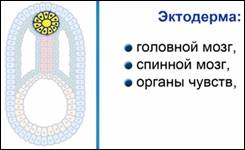 Эктодерма:
головной мозг,
спинной мозг,
органы чувств,